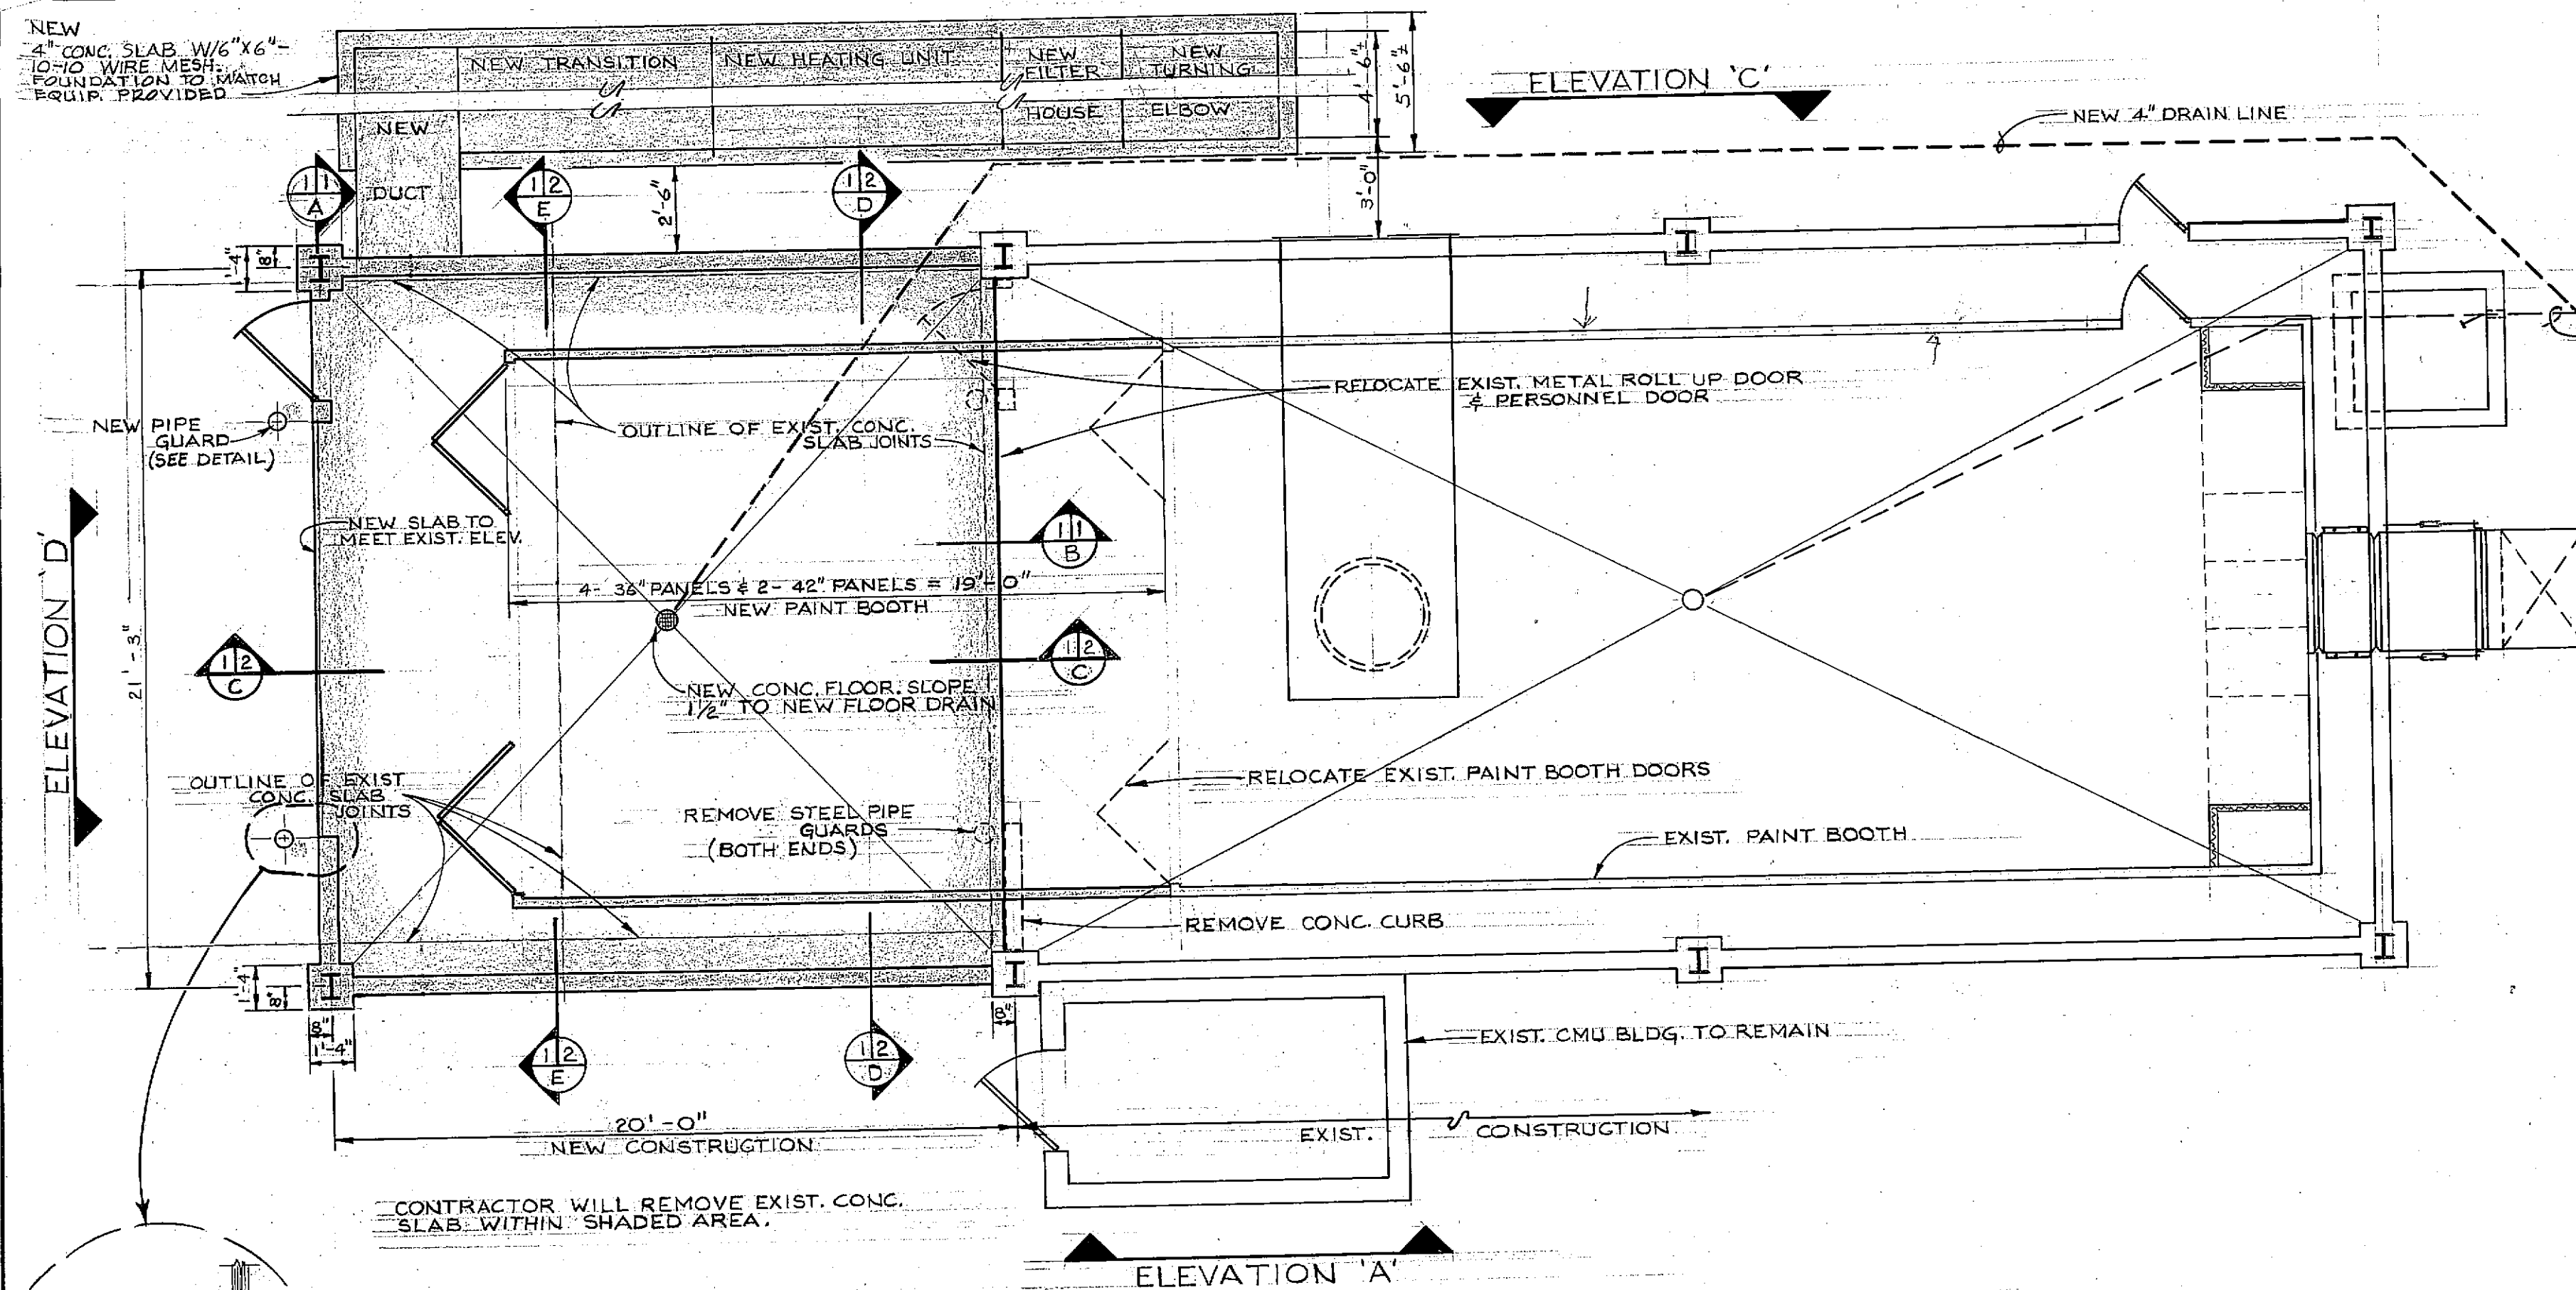 NEW
4" CONC. SLAB W/6"X6"-
10-10 WIRE MESH.
FOUNDATION TO MATCH
EQUIP. PROVIDED
NEW TRANSITION
NEW HEATING UNIT
NEW
FILTER
HOUSE
NEW
TURNING
ELBOW
NEW
DUCT
4'-6"±
5'-6"±
3'-0"
2'-6"
ELEVATION 'C'
NEW 4" DRAIN LINE
1 1
A
1 2
E
1 2
D
1'-4"
8"
NEW PIPE
GUARD
(SEE DETAIL)
OUTLINE OF EXIST. CONC.
SLAB JOINTS
RELOCATE EXIST. METAL ROLL UP DOOR
& PERSONNEL DOOR
NEW SLAB TO
MEET EXIST. ELEV.
1 1
B
4- 36" PANELS & 2- 42" PANELS = 19'-0"
NEW PAINT BOOTH
ELEVATION 'D'
21'-3"
1 2
C
1 2
C
NEW CONC. FLOOR. SLOPE
1 1/2" TO NEW FLOOR DRAIN
OUTLINE OF EXIST
CONC. SLAB
JOINTS
REMOVE STEEL PIPE
GUARDS
(BOTH ENDS)
RELOCATE EXIST. PAINT BOOTH DOORS
EXIST. PAINT BOOTH
REMOVE CONC. CURB
1'-4"
8"
8"
1'-4"
8"
1 2
E
1 2
D
EXIST. CMU BLDG. TO REMAIN
20'-0"
NEW CONSTRUCTION
EXIST.
CONSTRUCTION
CONTRACTOR WILL REMOVE EXIST. CONC.
SLAB WITHIN SHADED AREA.
ELEVATION 'A'